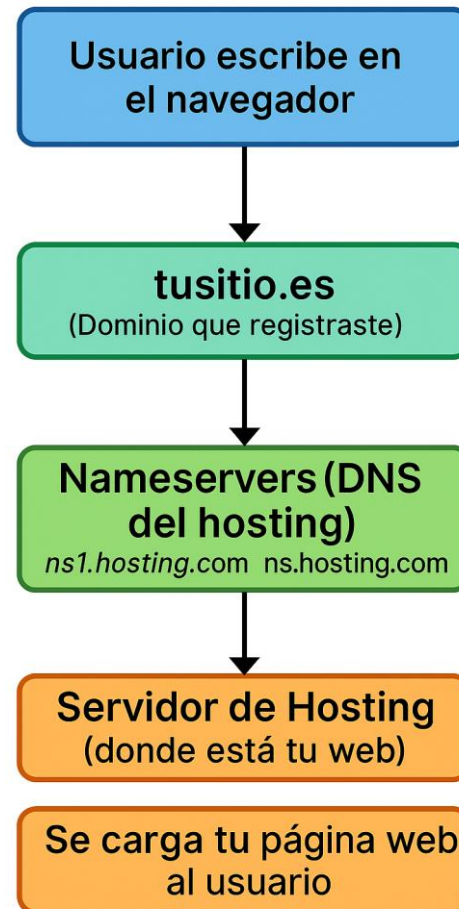 Usuario escribe en
el navegador
tusitio.es
(Dominio que registraste)
Nameservers (DNS
del hosting)
ns1.hosting.com ns.hosting.com
Servidor de Hosting
(donde está tu web)
Se carga tu página web
al usuario